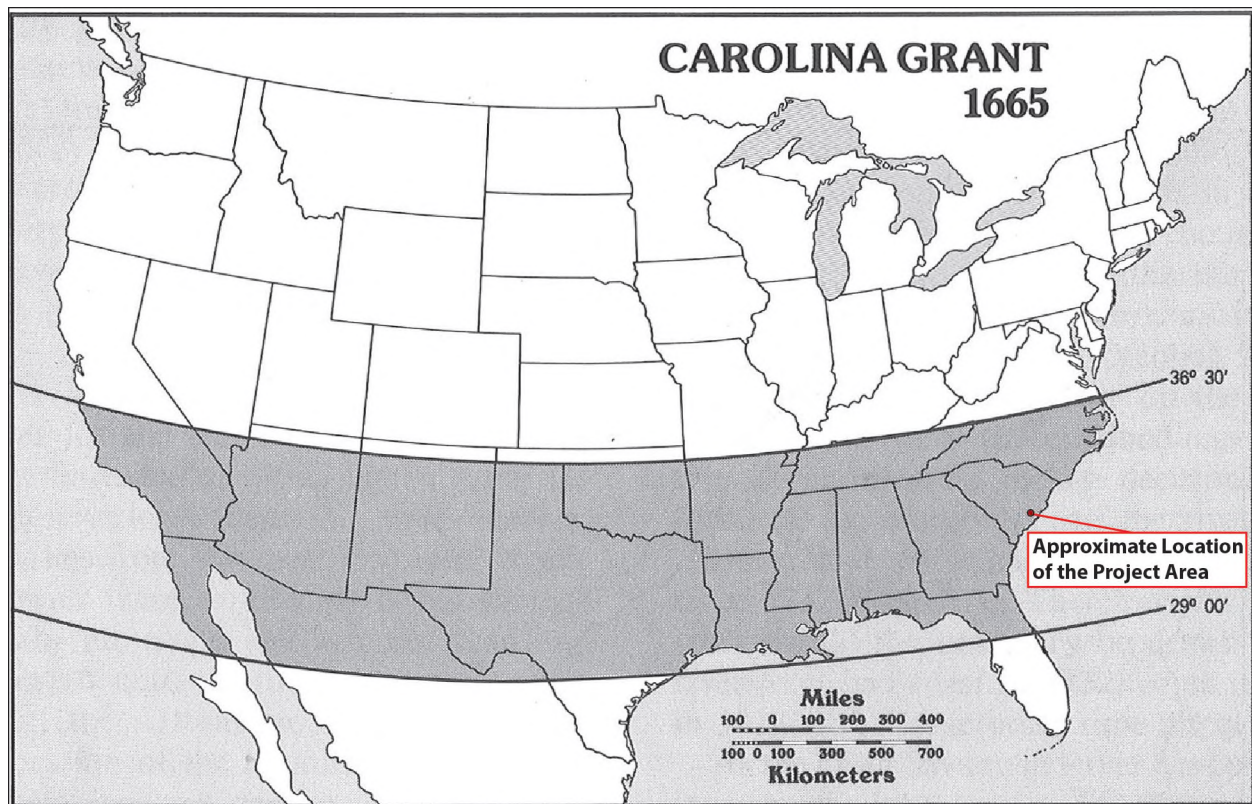 CAROLINA GRANT
1665
36º 30′
Approximate Location
of the Project Area
29º 00′
Miles
100 0 100 200 300 400
100 0 100 300 500 700
Kilometers